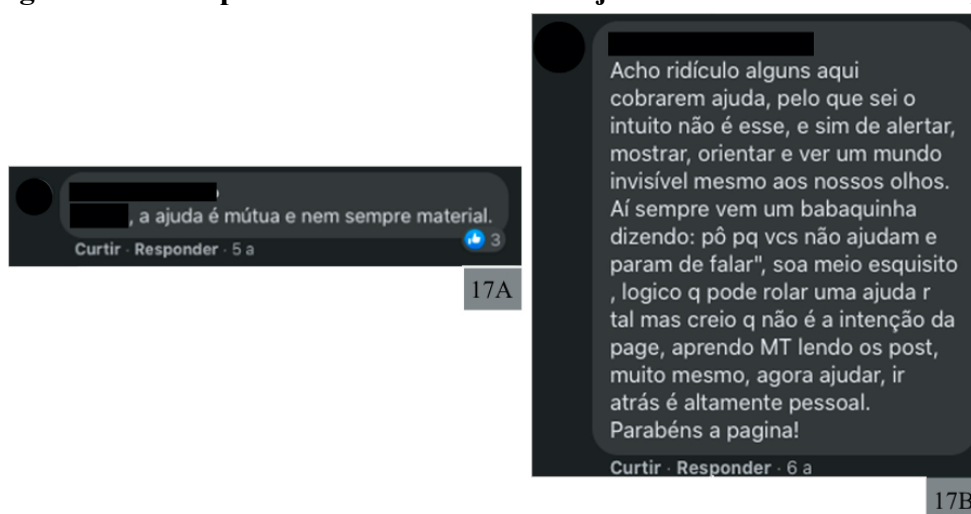 , a ajuda é mútua e nem sempre material.
Curtir · Responder · 5 a
3
17A
Acho ridículo alguns aqui
cobrarem ajuda, pelo que sei o
intuito não é esse, e sim de alertar,
mostrar, orientar e ver um mundo
invisível mesmo aos nossos olhos.
Aí sempre vem um babaquinha
dizendo: pô pq vcs não ajudam e
param de falar", soa meio esquisito
, logico q pode rolar uma ajuda r
tal mas creio q não é a intenção da
page, aprendo MT lendo os post,
muito mesmo, agora ajudar, ir
atrás é altamente pessoal.
Parabéns a pagina!
Curtir · Responder · 6 a
17B